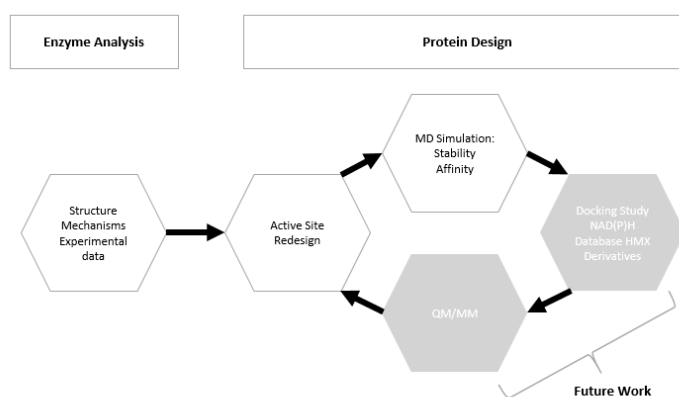 Enzyme Analysis
Protein Design
MD Simulation:
Stability
Affinity
Structure
Mechanisms
Experimental
data
Active Site
Redesign
Docking Study
NAD(P)H
Database HMX
Derivatives
QM/MM
Future Work